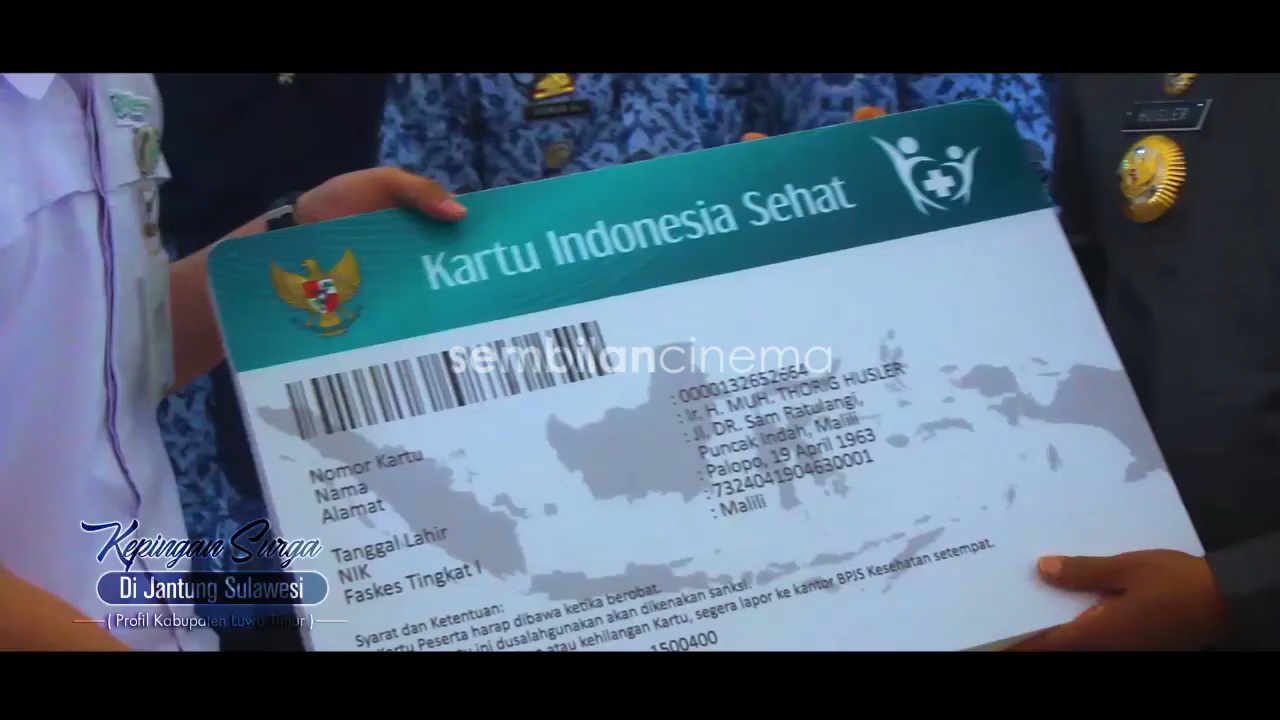 HUSLER
Kartu Indonesia Sehat
sembilancinema
Nomor Kartu : 0000132652664
Nama : Ir. H. MUH. THORIG HUSLER
Alamat : Jl. DR. Sam Ratulangi,
Puncak Indah, Malili
Tanggal Lahir : Palopo, 19 April 1963
NIK : 7324041904630001
Faskes Tingkat I : Malili
Syarat dan Ketentuan:
Kartu Peserta harap dibawa ketika berobat.
ini dusalahgunakan akan dikenakan sanksi.
atau kehilangan Kartu, segera lapor ke kantor BPJS Kesehatan setempat.
1500400
Kepingan Surga
Di Jantung Sulawesi
( Profil Kabupaten Luwu Timur )